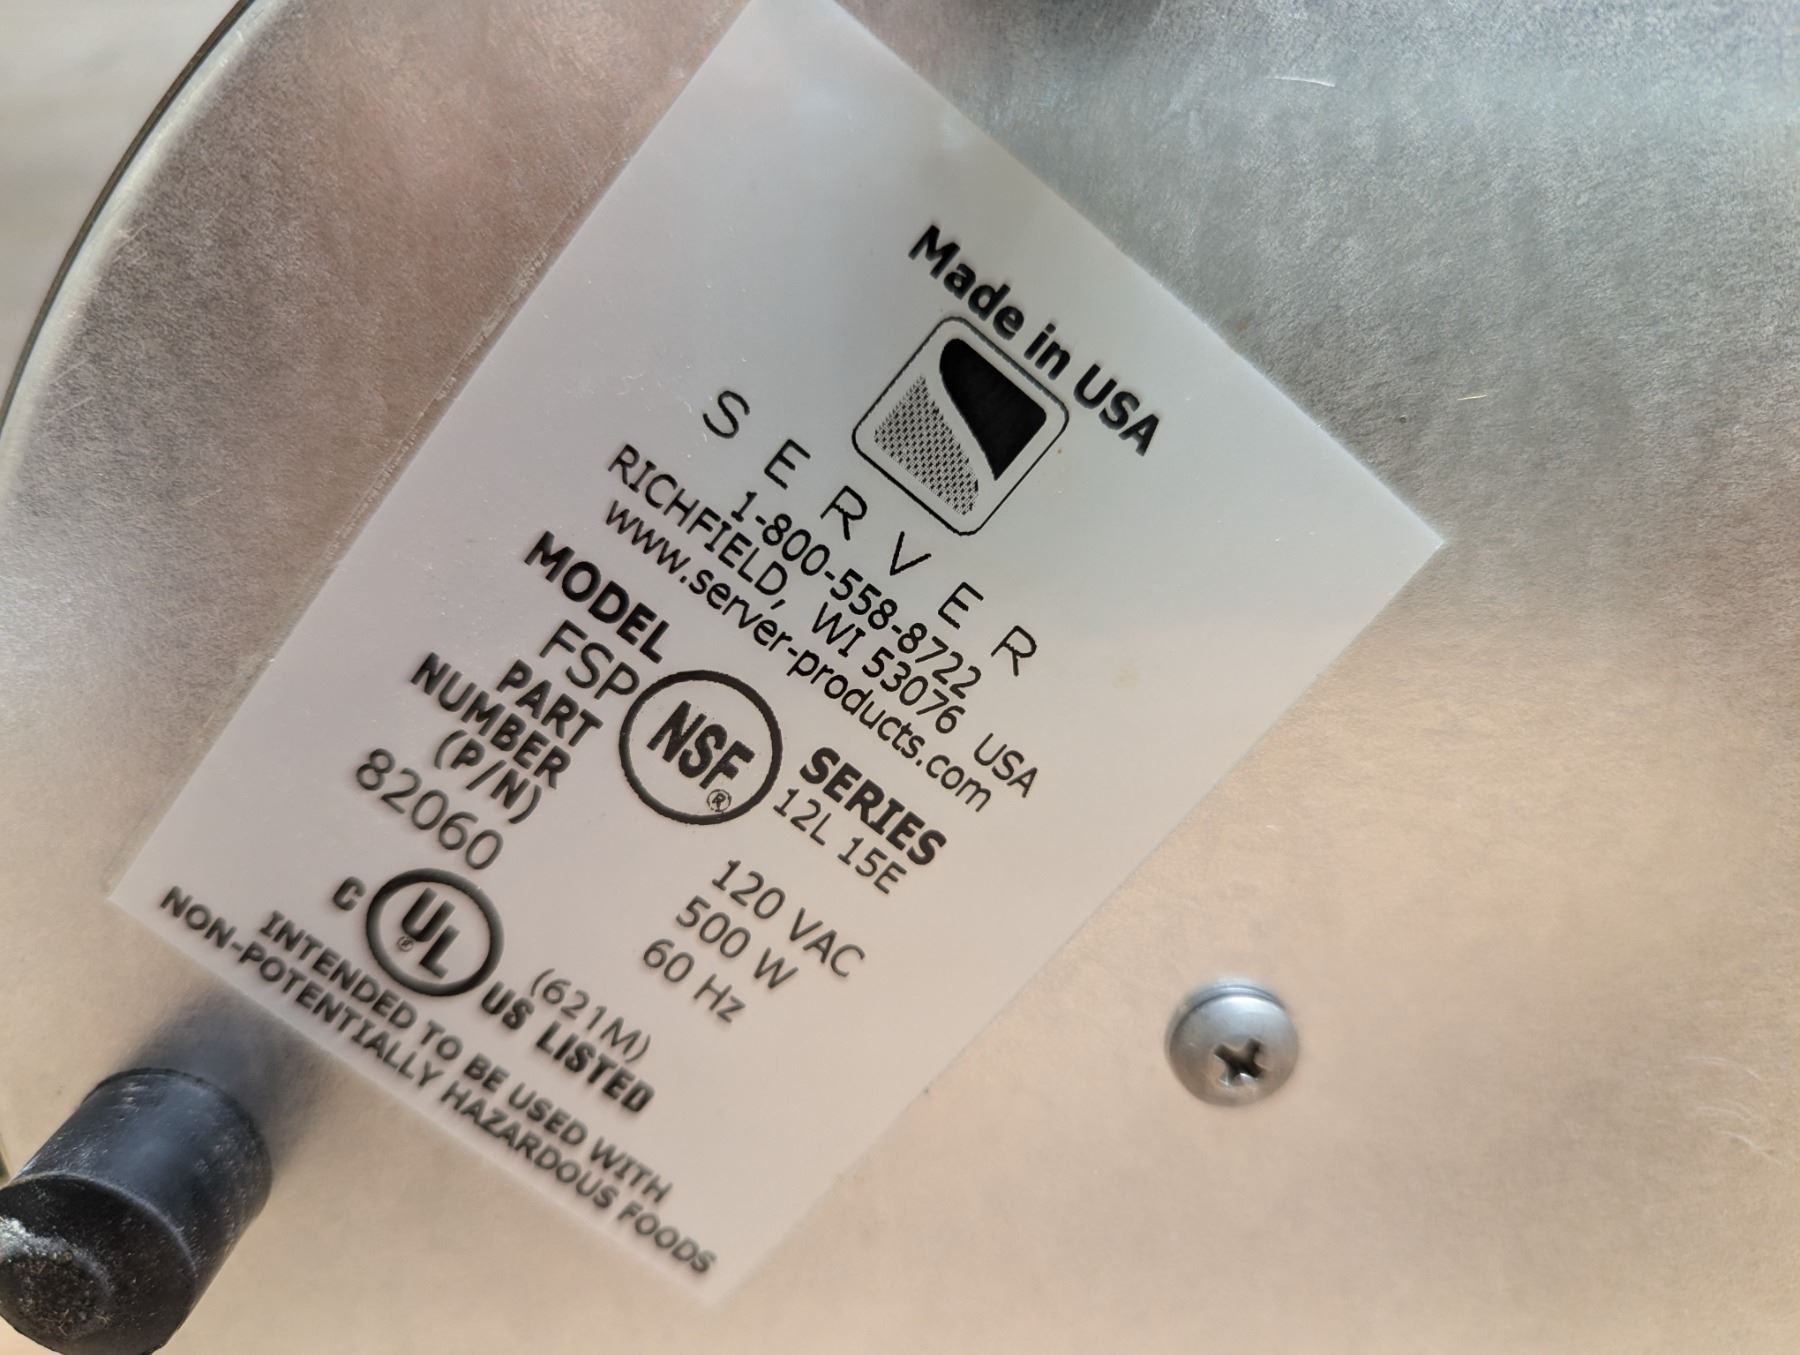 Made in USA
SERVER
1-800-558-8722
RICHFIELD, WI 53076 USA
www.server-products.com
MODEL
FSP
NSF®
SERIES
12L 15E
PART
NUMBER
(P/N)
82060
120 VAC
500 W
60 Hz
C UL® US LISTED
(621M)
INTENDED TO BE USED WITH
NON-POTENTIALLY HAZARDOUS FOODS